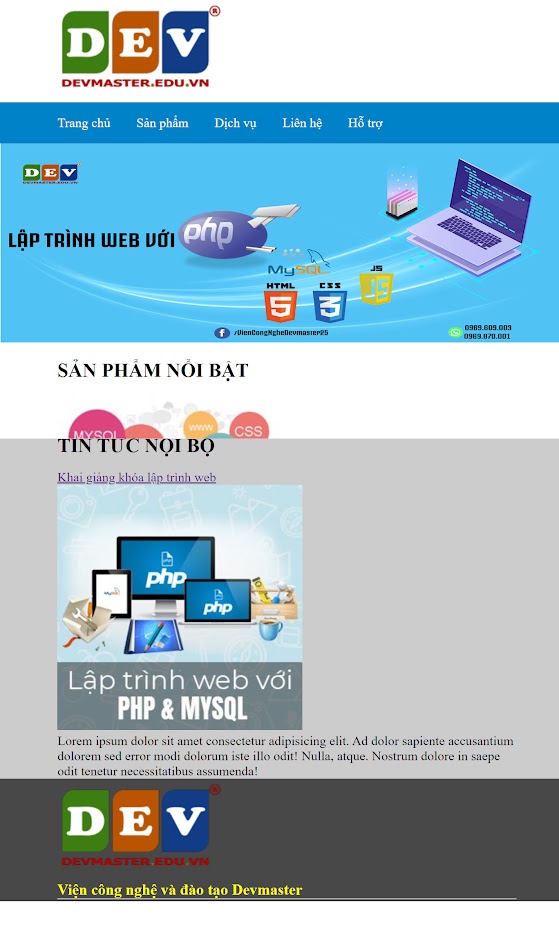 DEV®
DEVMASTER.EDU.VN
Trang chủ Sản phẩm Dịch vụ Liên hệ Hỗ trợ
DEV
DEVMASTER.EDU.VN
LẬP TRÌNH WEB VỚI
php
MySQL
HTML CSS JS
5 3 JS
/VienCongNgheDevmaster25
0969.609.003
0969.870.001
SẢN PHẨM NỔI BẬT
MYSQL WWW CSS
TIN TỨC NỘI BỘ
Khai giảng khóa lập trình web
php
php
MySQL
php
Lập trình web với
PHP & MYSQL
Lorem ipsum dolor sit amet consectetur adipisicing elit. Ad dolor sapiente accusantium
dolorem sed error modi dolorum iste illo odit! Nulla, atque. Nostrum dolore in saepe
odit tenetur necessitatibus assumenda!
DEV®
DEVMASTER.EDU.VN
Viện công nghệ và đào tạo Devmaster